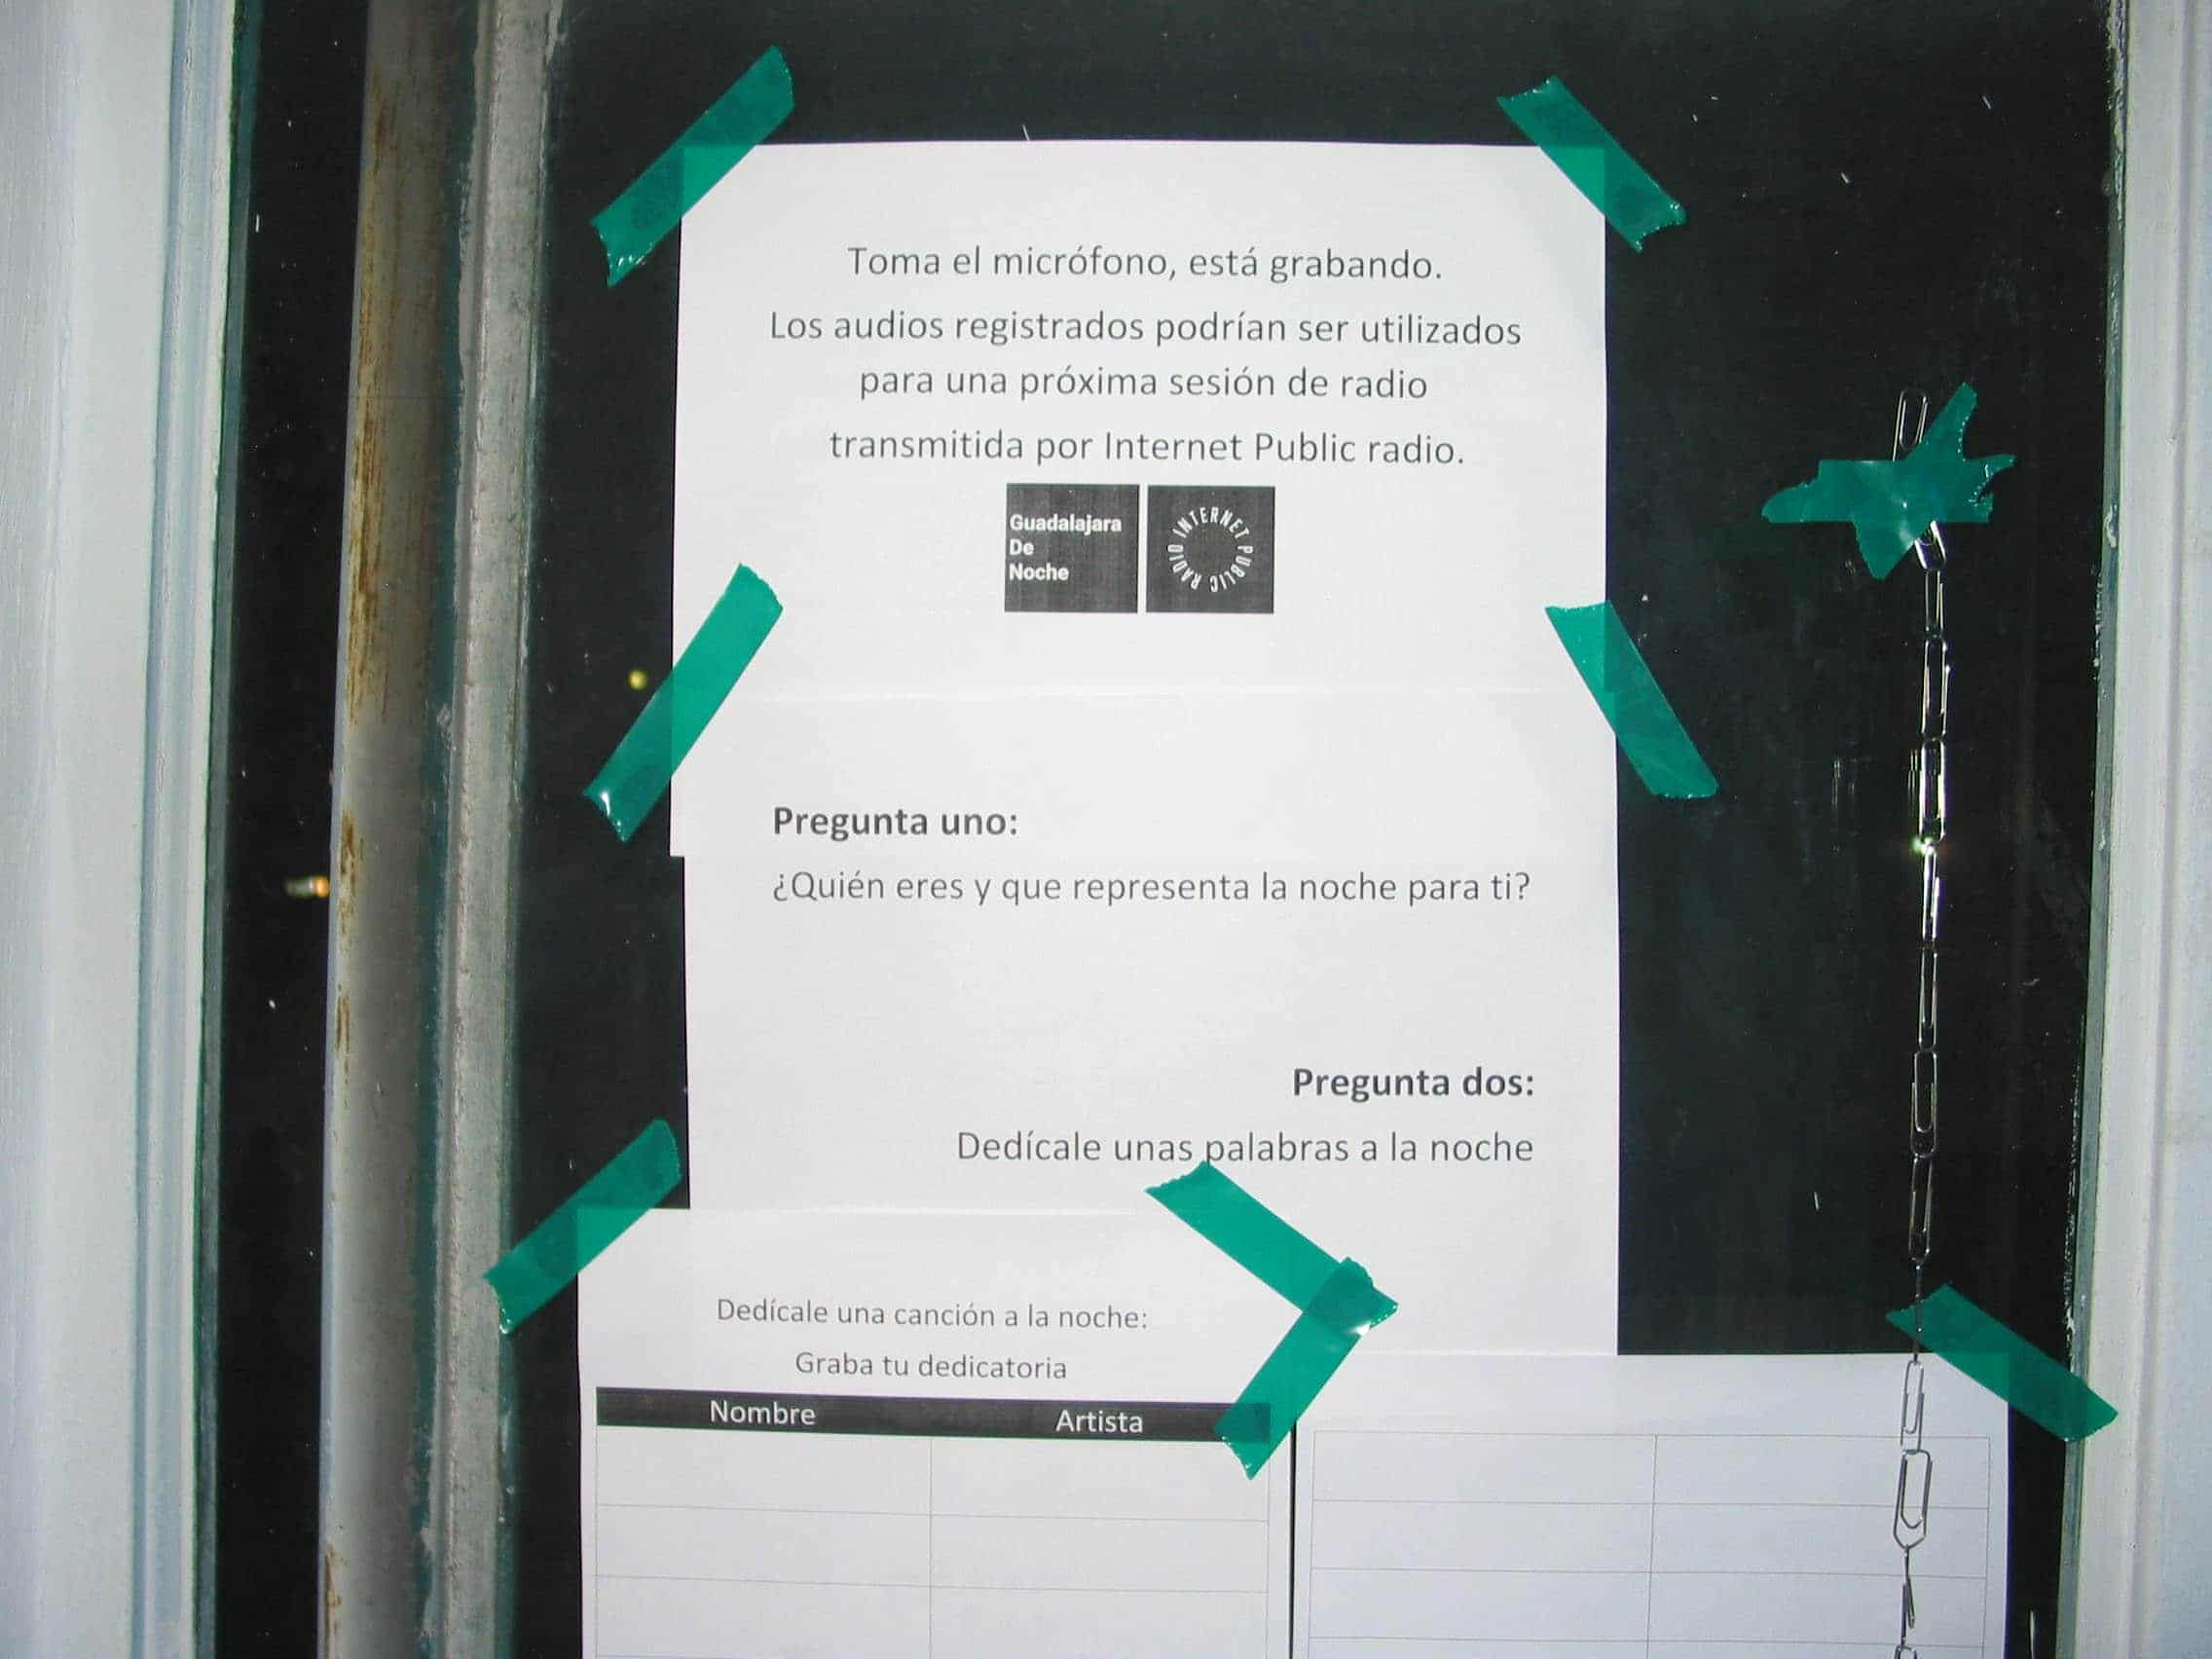 Toma el micrófono, está grabando.
Los audios registrados podrían ser utilizados
para una próxima sesión de radio
transmitida por Internet Public radio.
Guadalajara
De
Noche
INTERNET PUBLIC RADIO
Pregunta uno:
¿Quién eres y que representa la noche para ti?
Pregunta dos:
Dedícale unas palabras a la noche
Dedícale una canción a la noche:
Graba tu dedicatoria
Nombre Artista